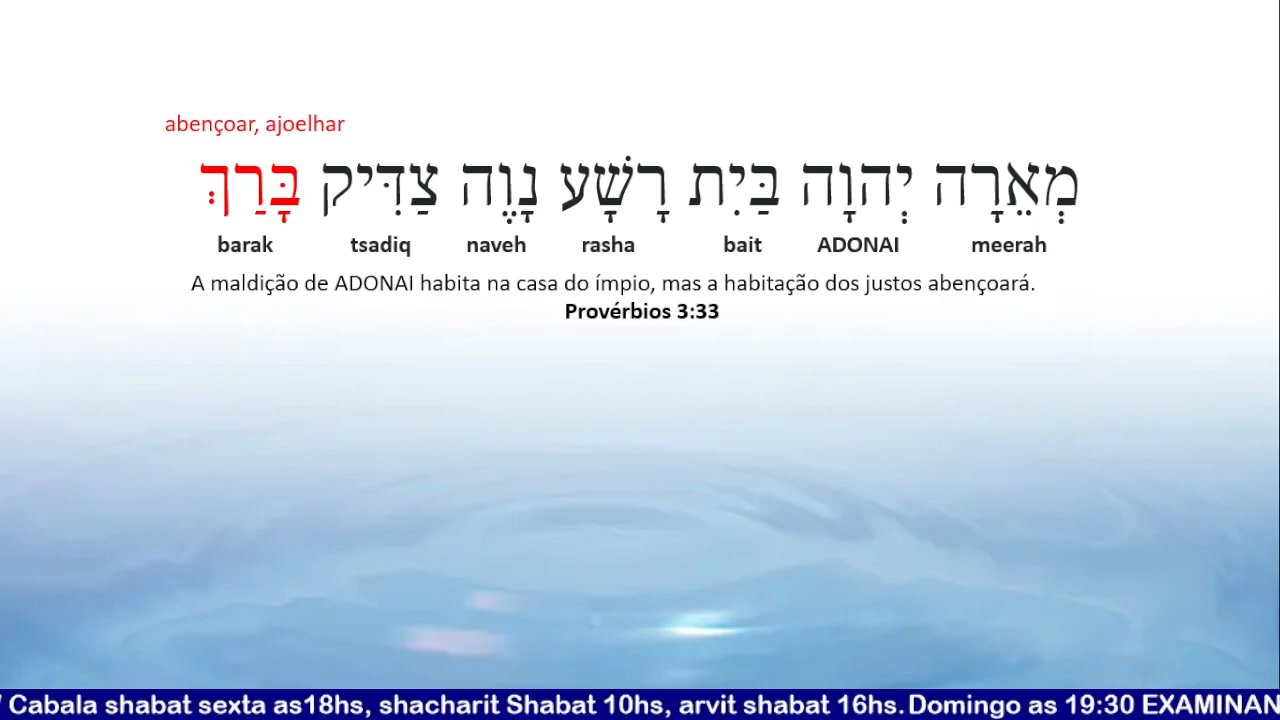 abençoar, ajoelhar
מְאֵרָה יְהוָה בַּיִת רָשָׁע נָוֶה צַדִּיק בָּרַךְ
barak tsadiq naveh rasha bait ADONAI meerah
A maldição de ADONAI habita na casa do ímpio, mas a habitação dos justos abençoará.
Provérbios 3:33
/ Cabala shabat sexta as18hs, shacharit Shabat 10hs, arvit shabat 16hs. Domingo as 19:30 EXAMINAN